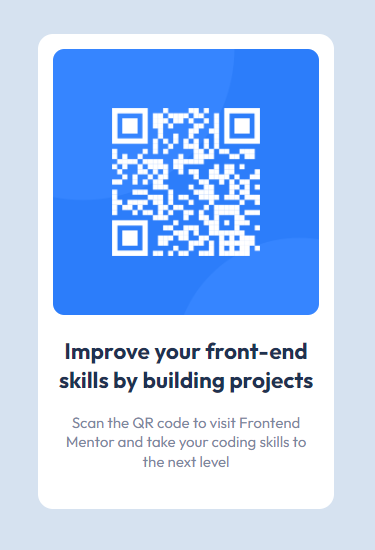 Improve your front-end
skills by building projects
Scan the QR code to visit Frontend
Mentor and take your coding skills to
the next level